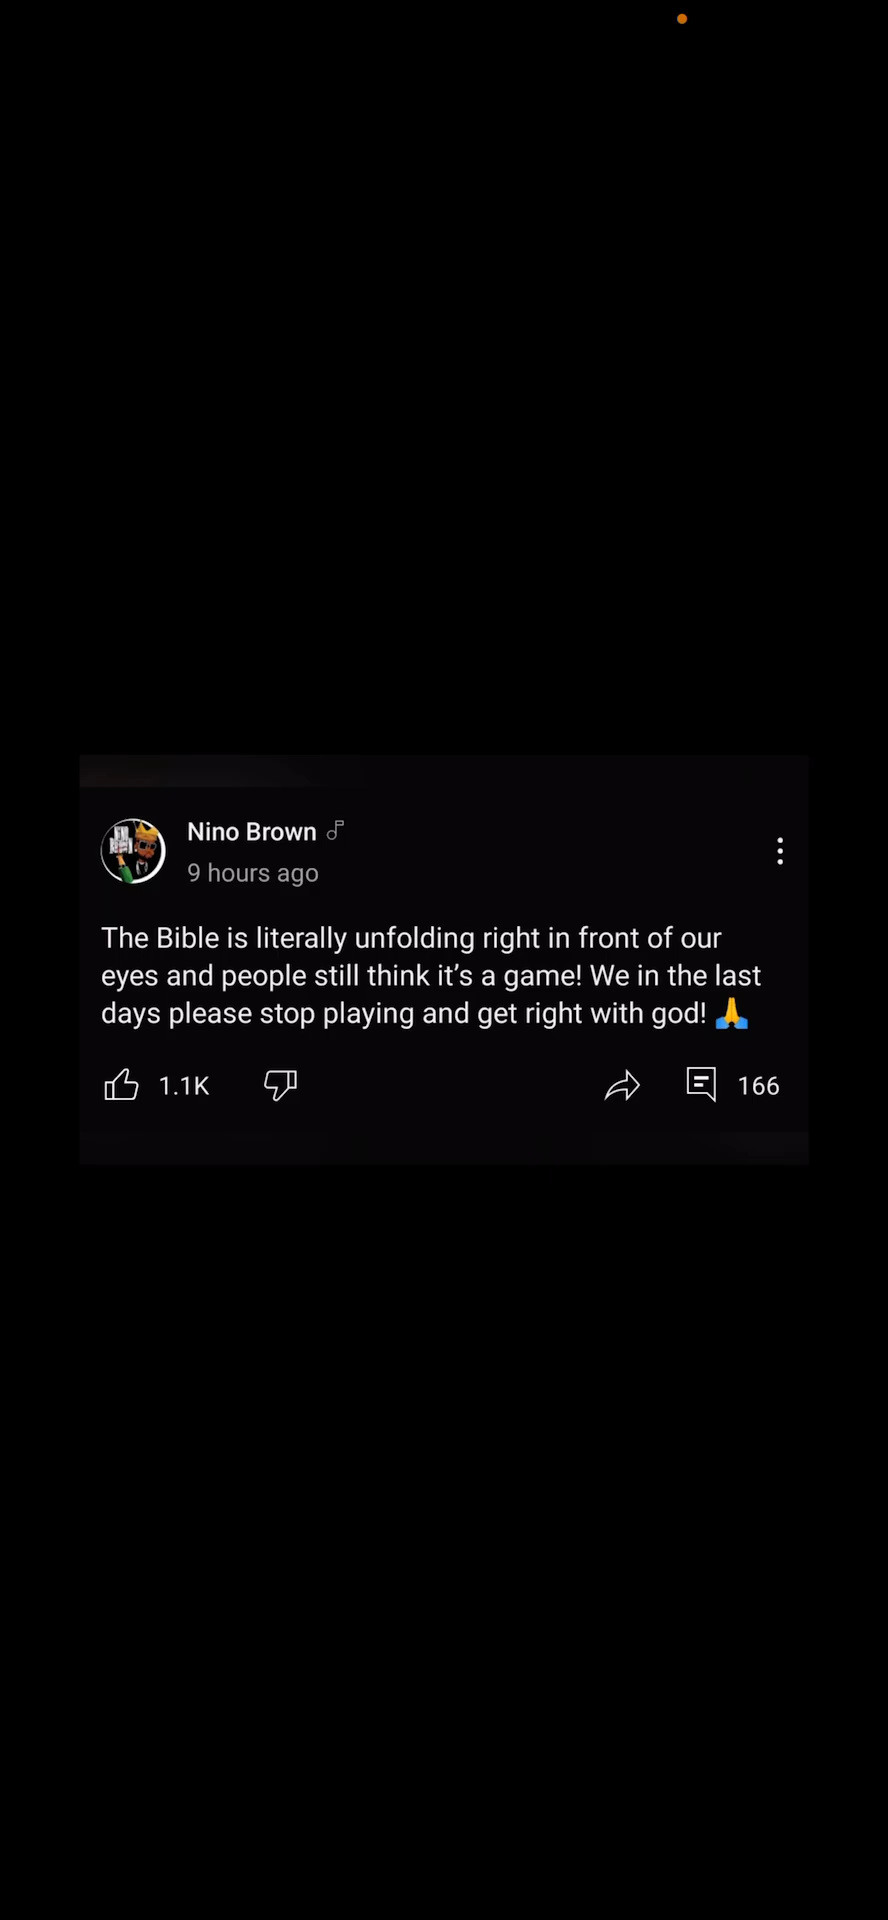 Nino Brown
9 hours ago
The Bible is literally unfolding right in front of our
eyes and people still think it’s a game! We in the last
days please stop playing and get right with god! 🙏
1.1K
166